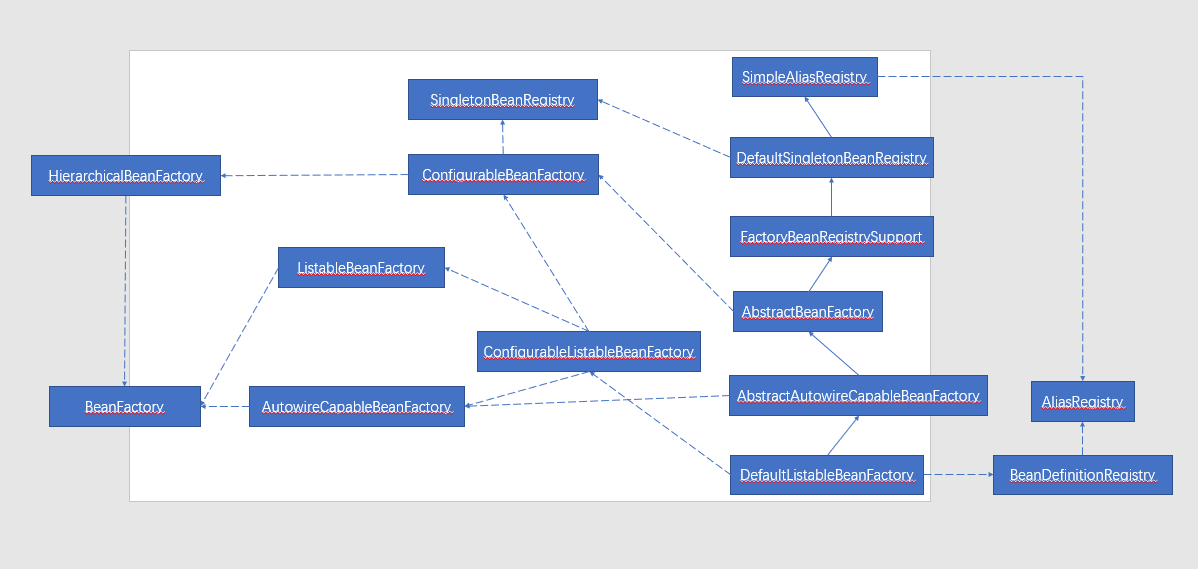 SimpleAliasRegistry
SingletonBeanRegistry
DefaultSingletonBeanRegistry
HierarchicalBeanFactory
ConfigurableBeanFactory
FactoryBeanRegistrySupport
ListableBeanFactory
AbstractBeanFactory
ConfigurableListableBeanFactory
AbstractAutowireCapableBeanFactory
BeanFactory
AutowireCapableBeanFactory
AliasRegistry
DefaultListableBeanFactory
BeanDefinitionRegistry